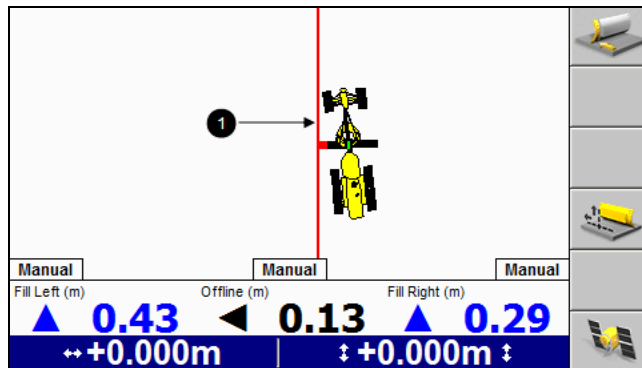 1
Manual Manual Manual
Fill Left (m) Offline (m) Fill Right (m)
▲ 0.43 ◀ 0.13 ▲ 0.29
↔+0.000m ↕+0.000m↕